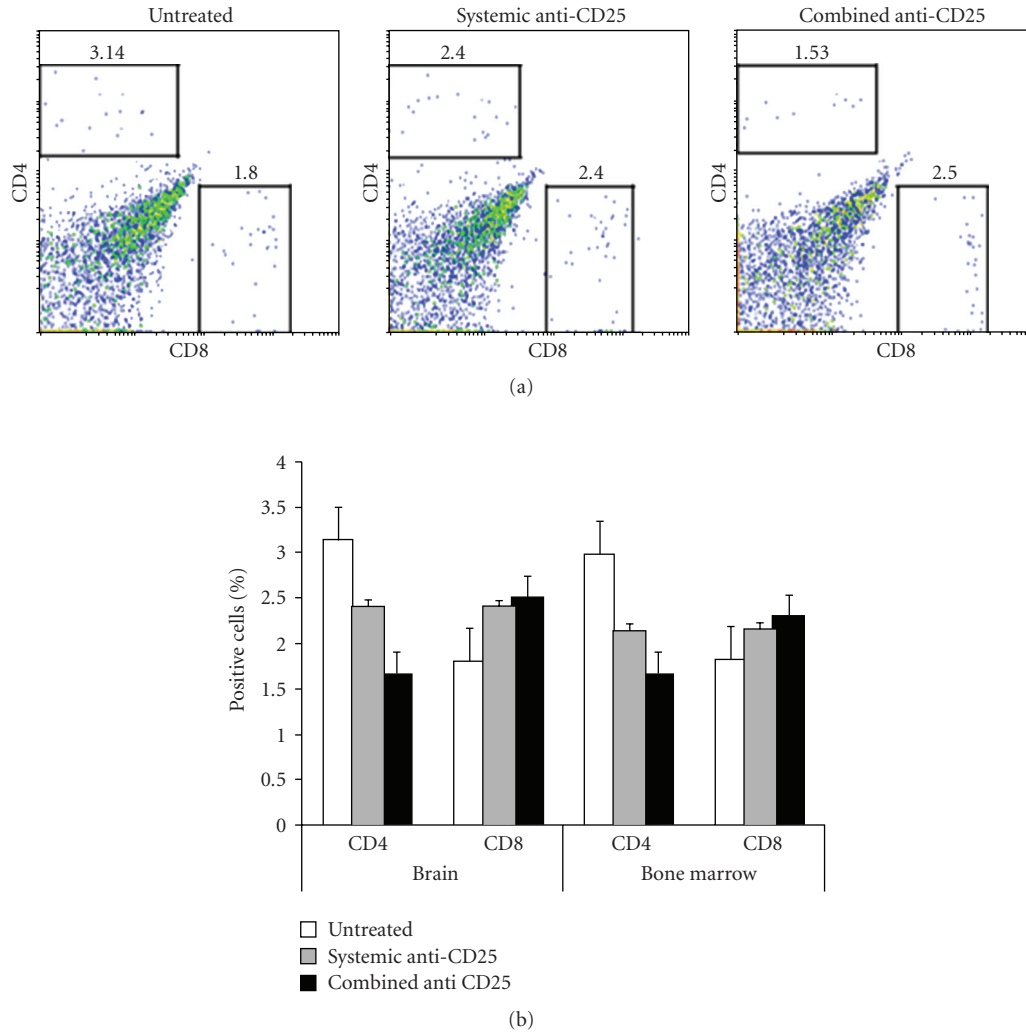 Untreated
Systemic anti-CD25
Combined anti-CD25
3.14
1.8
CD4
CD8
2.4
2.4
CD4
CD8
1.53
2.5
CD4
CD8
(a)
4
3.5
3
2.5
2
1.5
1
0.5
0
Positive cells (%)
CD4
CD8
CD4
CD8
Brain
Bone marrow
Untreated
Systemic anti-CD25
Combined anti CD25
(b)